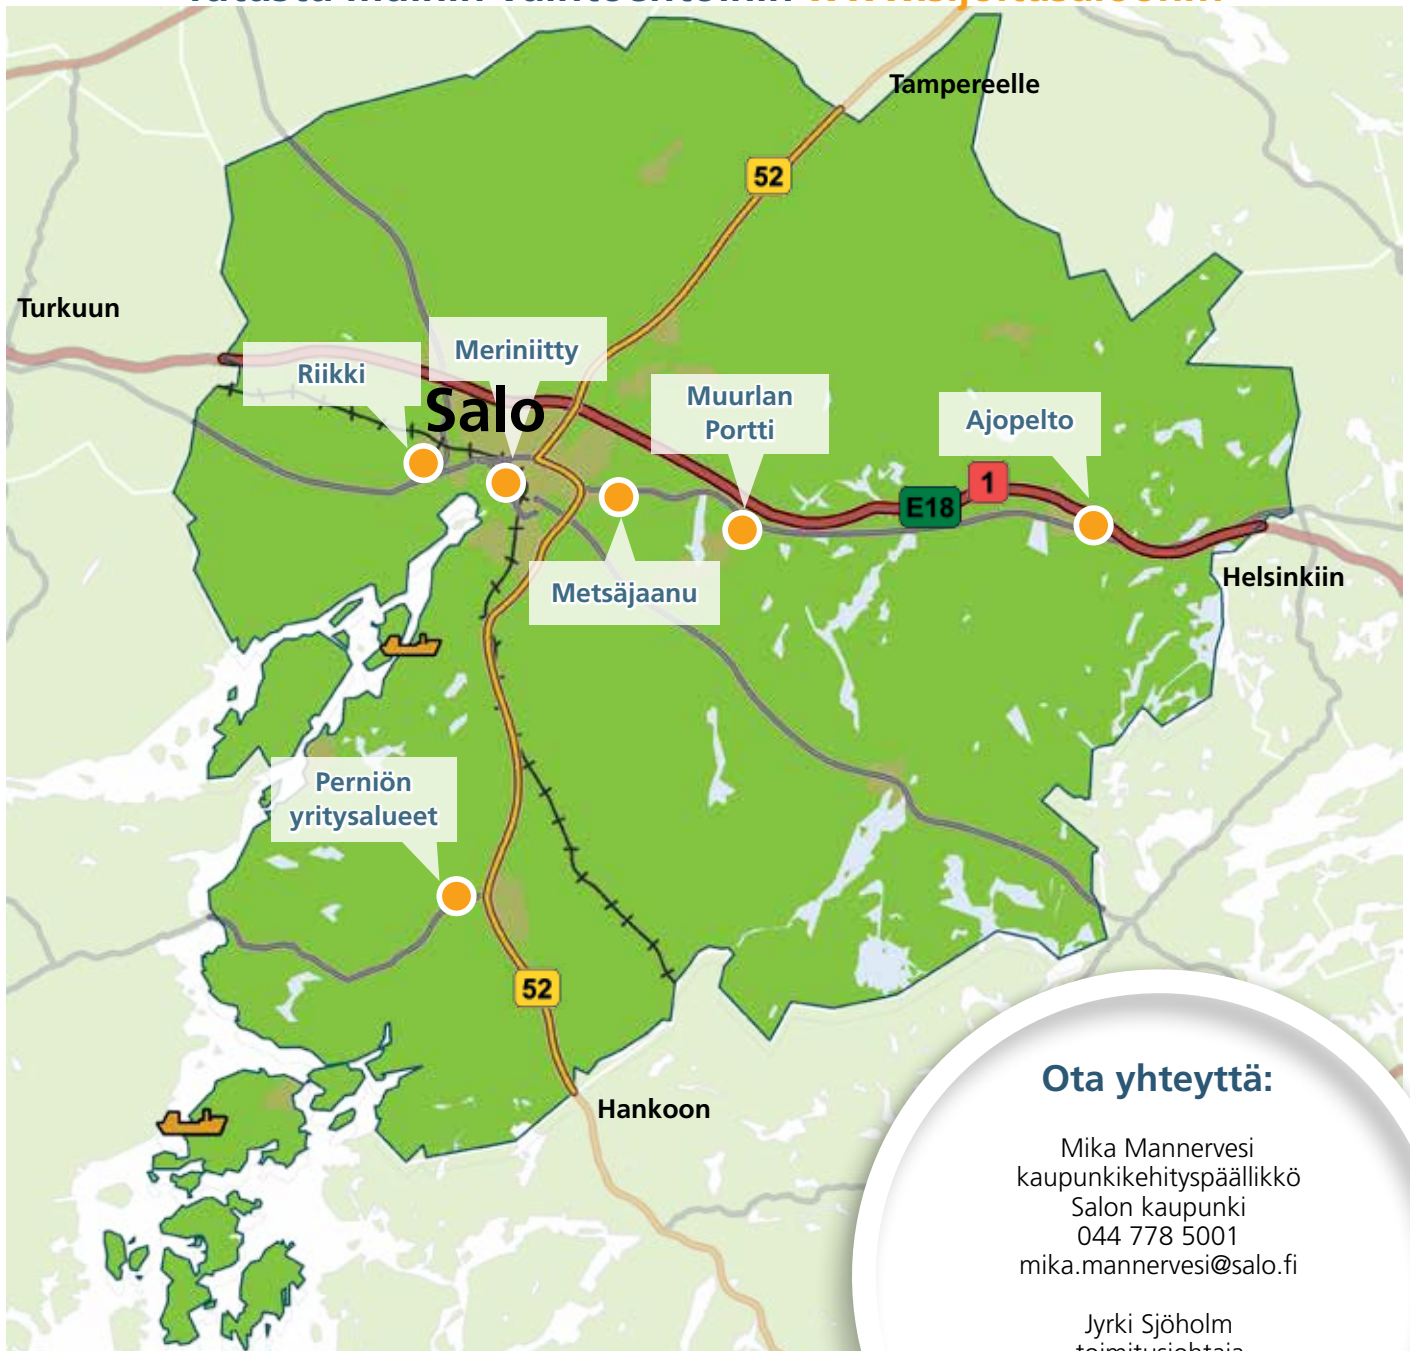 Tampereelle
52
Turkuun
Meriniitty
Riikki
Salo
Muurlan
Portti
Ajopelto
1
E18
Helsinkiin
Metsäjaanu
Perniön
yritysalueet
52
Hankoon
Ota yhteyttä:
Mika Mannervesi
kaupunkikehityspäällikkö
Salon kaupunki
044 778 5001
mika.mannervesi@salo.fi
Jyrki Sjöholm
toimitusjohtaja